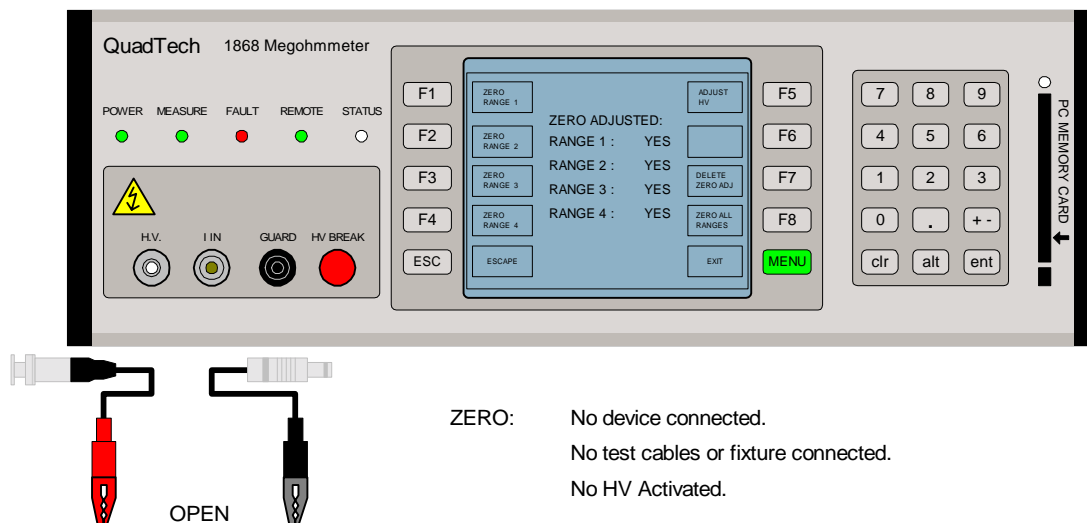 QuadTech 1868 Megohmmeter
POWER MEASURE FAULT REMOTE STATUS
H.V. I IN GUARD HV BREAK
F1
F2
F3
F4
ESC
ZERO
RANGE 1
ZERO
RANGE 2
ZERO
RANGE 3
ZERO
RANGE 4
ESCAPE
ZERO ADJUSTED:
RANGE 1 : YES
RANGE 2 : YES
RANGE 3 : YES
RANGE 4 : YES
ADJUST
HV
DELETE
ZERO ADJ
ZERO ALL
RANGES
EXIT
F5
F6
F7
F8
MENU
7 8 9
4 5 6
1 2 3
0 . + -
clr alt ent
PC MEMORY CARD
OPEN
ZERO: No device connected.
No test cables or fixture connected.
No HV Activated.